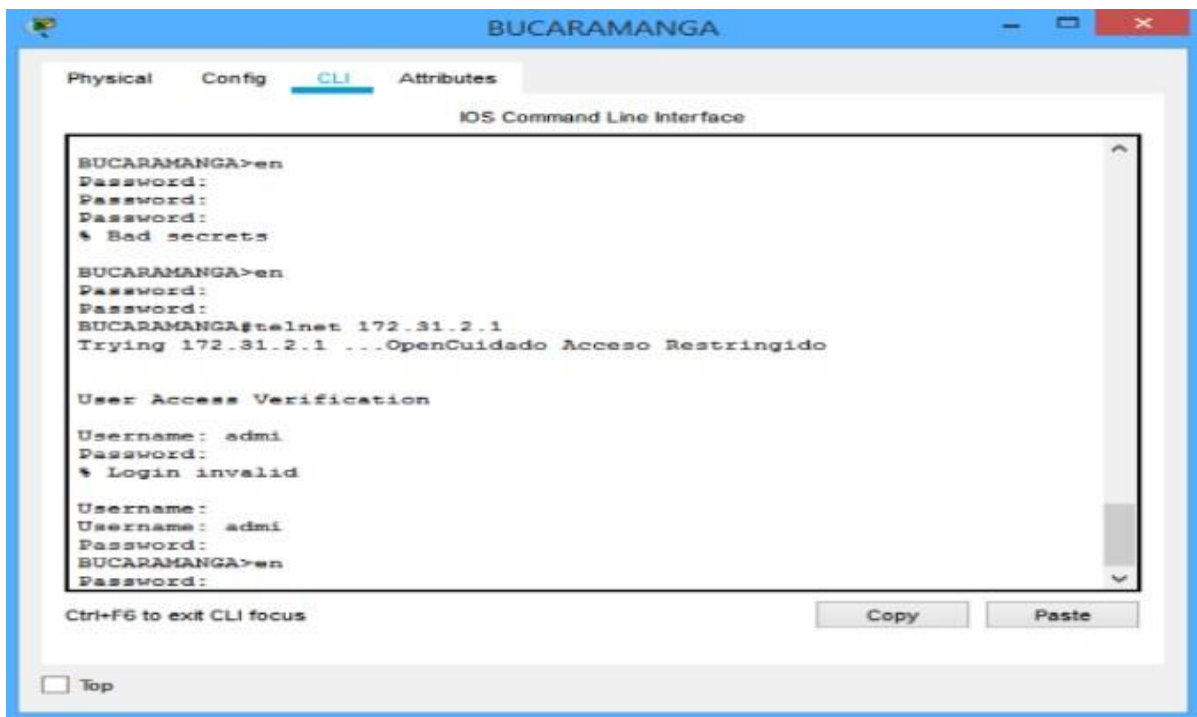 BUCARAMANGA
Physical Config CLI Attributes
IOS Command Line Interface
BUCARAMANGA>en
Password:
Password:
Password:
% Bad secrets
BUCARAMANGA>en
Password:
Password:
BUCARAMANGA#telnet 172.31.2.1
Trying 172.31.2.1 ...OpenCuidado Acceso Restringido
User Access Verification
Username: admi
Password:
% Login invalid
Username:
Username: admi
Password:
BUCARAMANGA>en
Password:
Ctrl+F6 to exit CLI focus
Copy Paste
Top